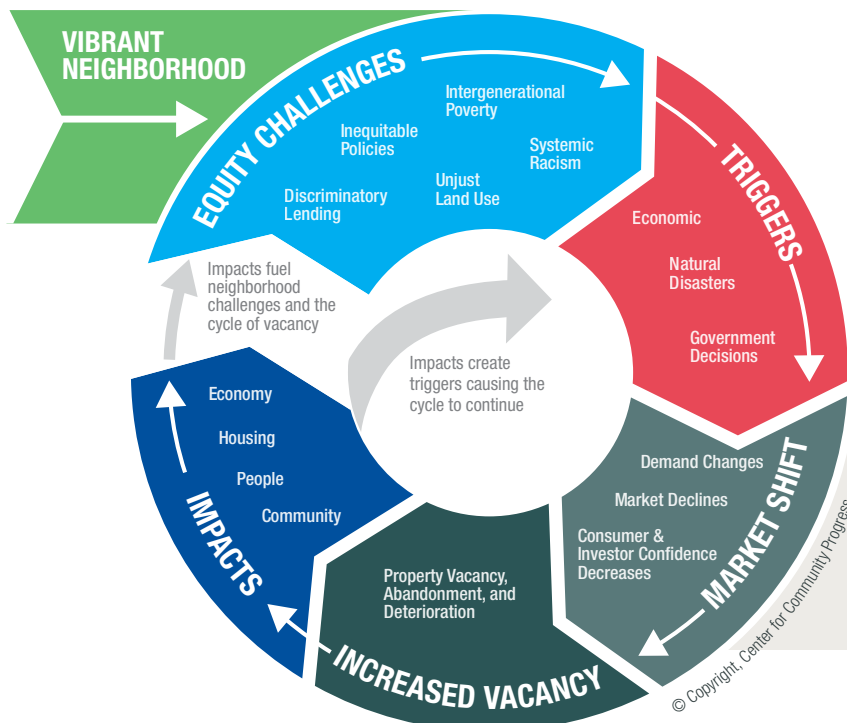 VIBRANT
NEIGHBORHOOD
EQUITY CHALLENGES
Intergenerational
Poverty
Inequitable
Policies
Systemic
Racism
Discriminatory
Lending
Unjust
Land Use
TRIGGERS
Economic
Natural
Disasters
Government
Decisions
MARKET SHIFT
Demand Changes
Market Declines
Consumer &
Investor Confidence
Decreases
INCREASED VACANCY
Property Vacancy,
Abandonment, and
Deterioration
IMPACTS
Economy
Housing
People
Community
Impacts fuel
neighborhood
challenges and the
cycle of vacancy
Impacts create
triggers causing the
cycle to continue
© Copyright, Center for Community Progress